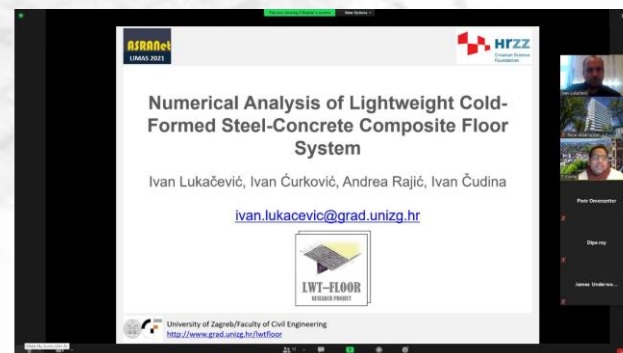 View Options
ASRANet
LIMAS 2021
HrZZ
Croatian Science
Foundation
Numerical Analysis of Lightweight Cold-
Formed Steel-Concrete Composite Floor
System
Ivan Lukačević, Ivan Ćurković, Andrea Rajić, Ivan Čudina
ivan.lukacevic@grad.unizg.hr
LWT-FLOOR
RESEARCH PROJECT
University of Zagreb/Faculty of Civil Engineering
http://www.grad.unizg.hr/lwtfloor
Ivan Lukačević
Piotr Omenzetter
Dipa roy
James Underwo...